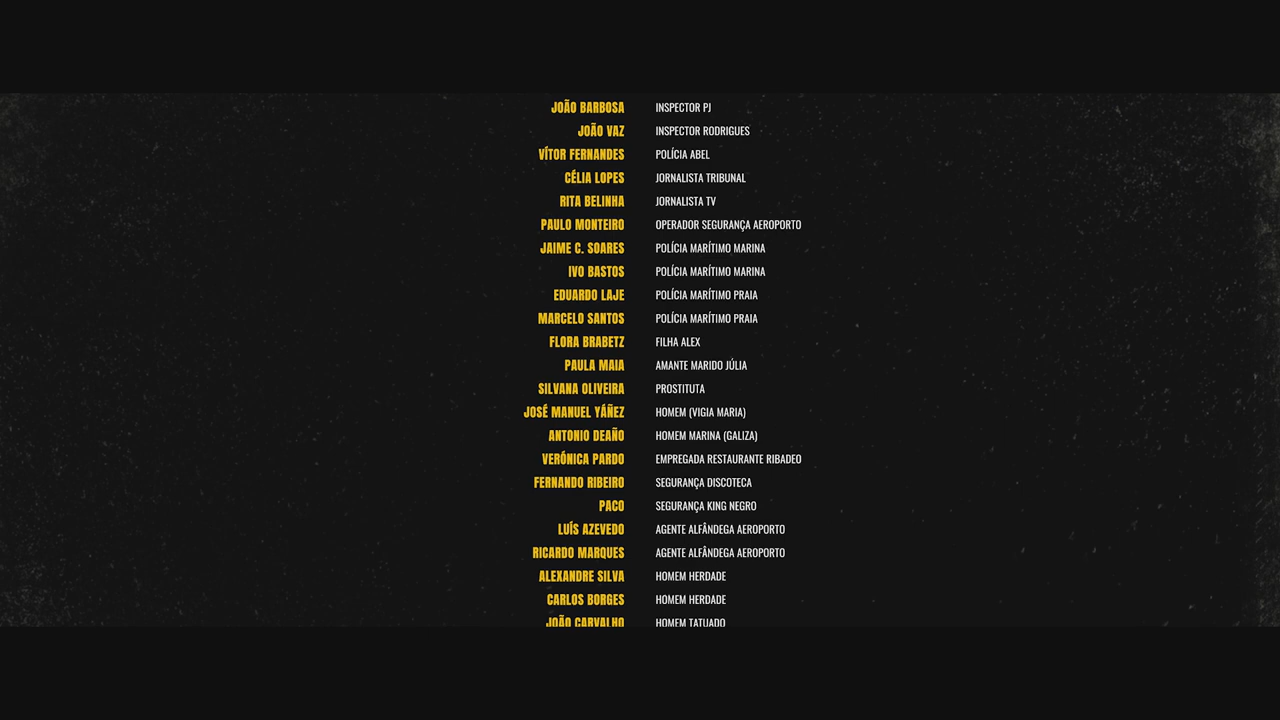 JOÃO BARBOSA INSPECTOR PJ
JOÃO VAZ INSPECTOR RODRIGUES
VÍTOR FERNANDES POLÍCIA ABEL
CÉLIA LOPES JORNALISTA TRIBUNAL
RITA BELINHA JORNALISTA TV
PAULO MONTEIRO OPERADOR SEGURANÇA AEROPORTO
JAIME C. SOARES POLÍCIA MARÍTIMO MARINA
IVO BASTOS POLÍCIA MARÍTIMO MARINA
EDUARDO LAJE POLÍCIA MARÍTIMO PRAIA
MARCELO SANTOS POLÍCIA MARÍTIMO PRAIA
FLORA BRABETZ FILHA ALEX
PAULA MAIA AMANTE MARIDO JÚLIA
SILVANA OLIVEIRA PROSTITUTA
JOSÉ MANUEL YÁÑEZ HOMEM (VIGIA MARIA)
ANTONIO DEAÑO HOMEM MARINA (GALIZA)
VERÓNICA PARDO EMPREGADA RESTAURANTE RIBADEO
FERNANDO RIBEIRO SEGURANÇA DISCOTECA
PACO SEGURANÇA KING NEGRO
LUÍS AZEVEDO AGENTE ALFÂNDEGA AEROPORTO
RICARDO MARQUES AGENTE ALFÂNDEGA AEROPORTO
ALEXANDRE SILVA HOMEM HERDADE
CARLOS BORGES HOMEM HERDADE
JOÃO CARVALHO HOMEM TATUADO